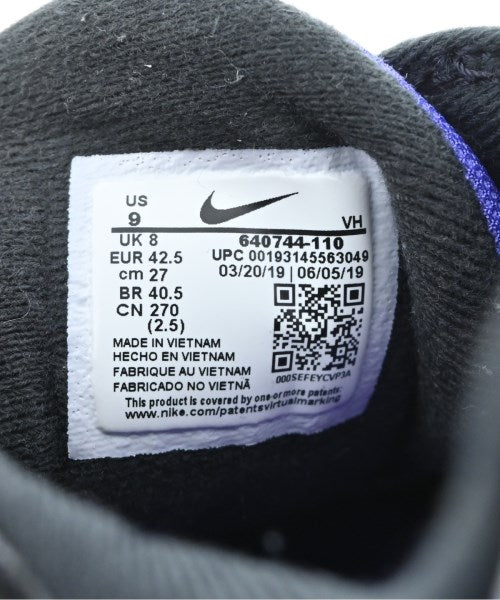 US
9
VH
UK 8
640744-110
EUR 42.5
UPC 00193145563049
cm 27
03/20/19 | 06/05/19
BR 40.5
CN 270
(2.5)
MADE IN VIETNAM
HECHO EN VIETNAM
FABRIQUE AU VIETNAM
FABRICADO NO VIETNÃ
000SEFEYCVP3A
This product is covered by one or more patents
www.nike.com/patentsvirtualmarking